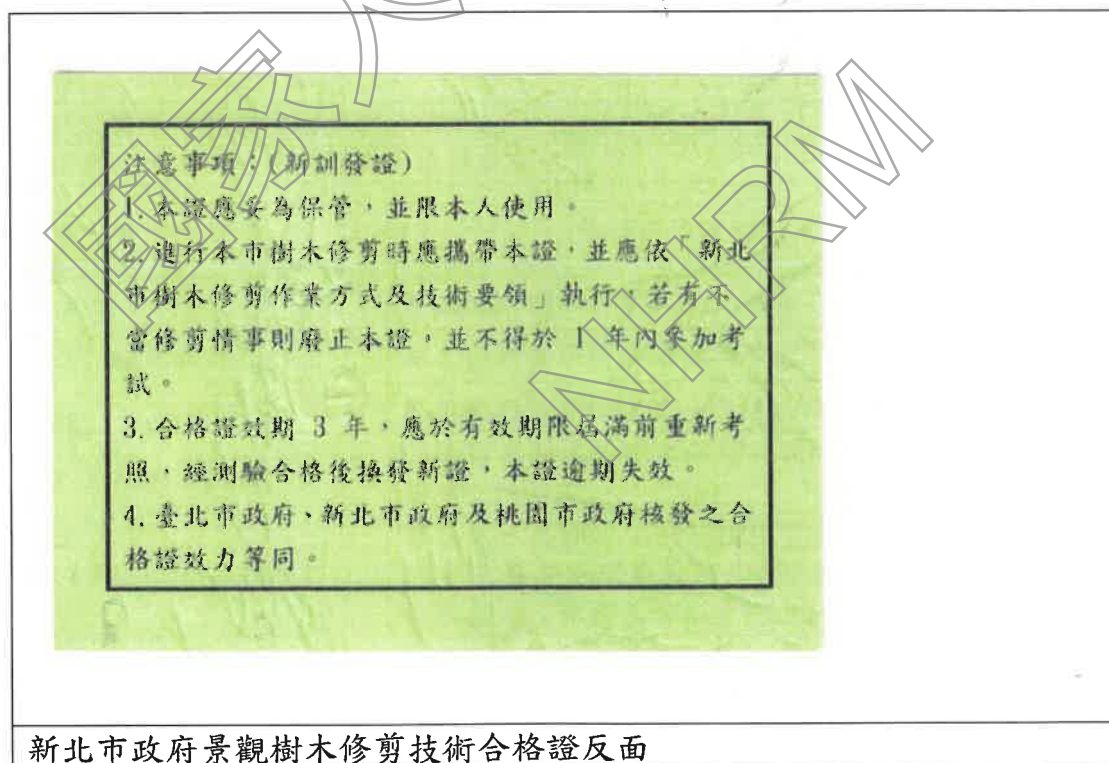 注意事項：(新訓發證)
1. 本證應妥為保管，並限本人使用。
2. 進行本市樹木修剪時應攜帶本證，並應依「新北
市樹木修剪作業方式及技術要領」執行，若有不
當修剪情事則廢止本證，並不得於 1 年內參加考
試。
3. 合格證效期 3 年，應於有效期限屆滿前重新考
照，經測驗合格後換發新證，本證逾期失效。
4. 臺北市政府、新北市政府及桃園市政府核發之合
格證效力等同。
新北市政府景觀樹木修剪技術合格證反面
國家人
NHRM